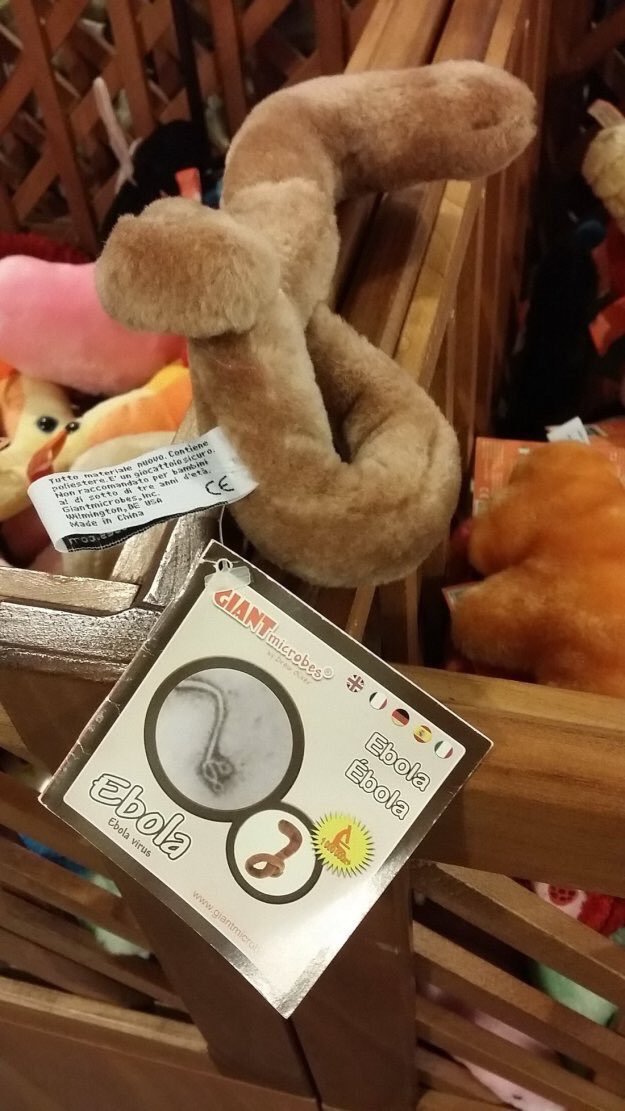 Tutto materiale nuovo. Contiene
poliestere. E' un giocattolo sicuro.
Non raccomandato per bambini
al di sotto di tre anni d'età.
Giantmicrobes, Inc.
Wilmington, DE USA
Made in China
CE
GIANTmicrobes®
Ebola
Ébola
Ebola
Ebola virus
www.giantmicro